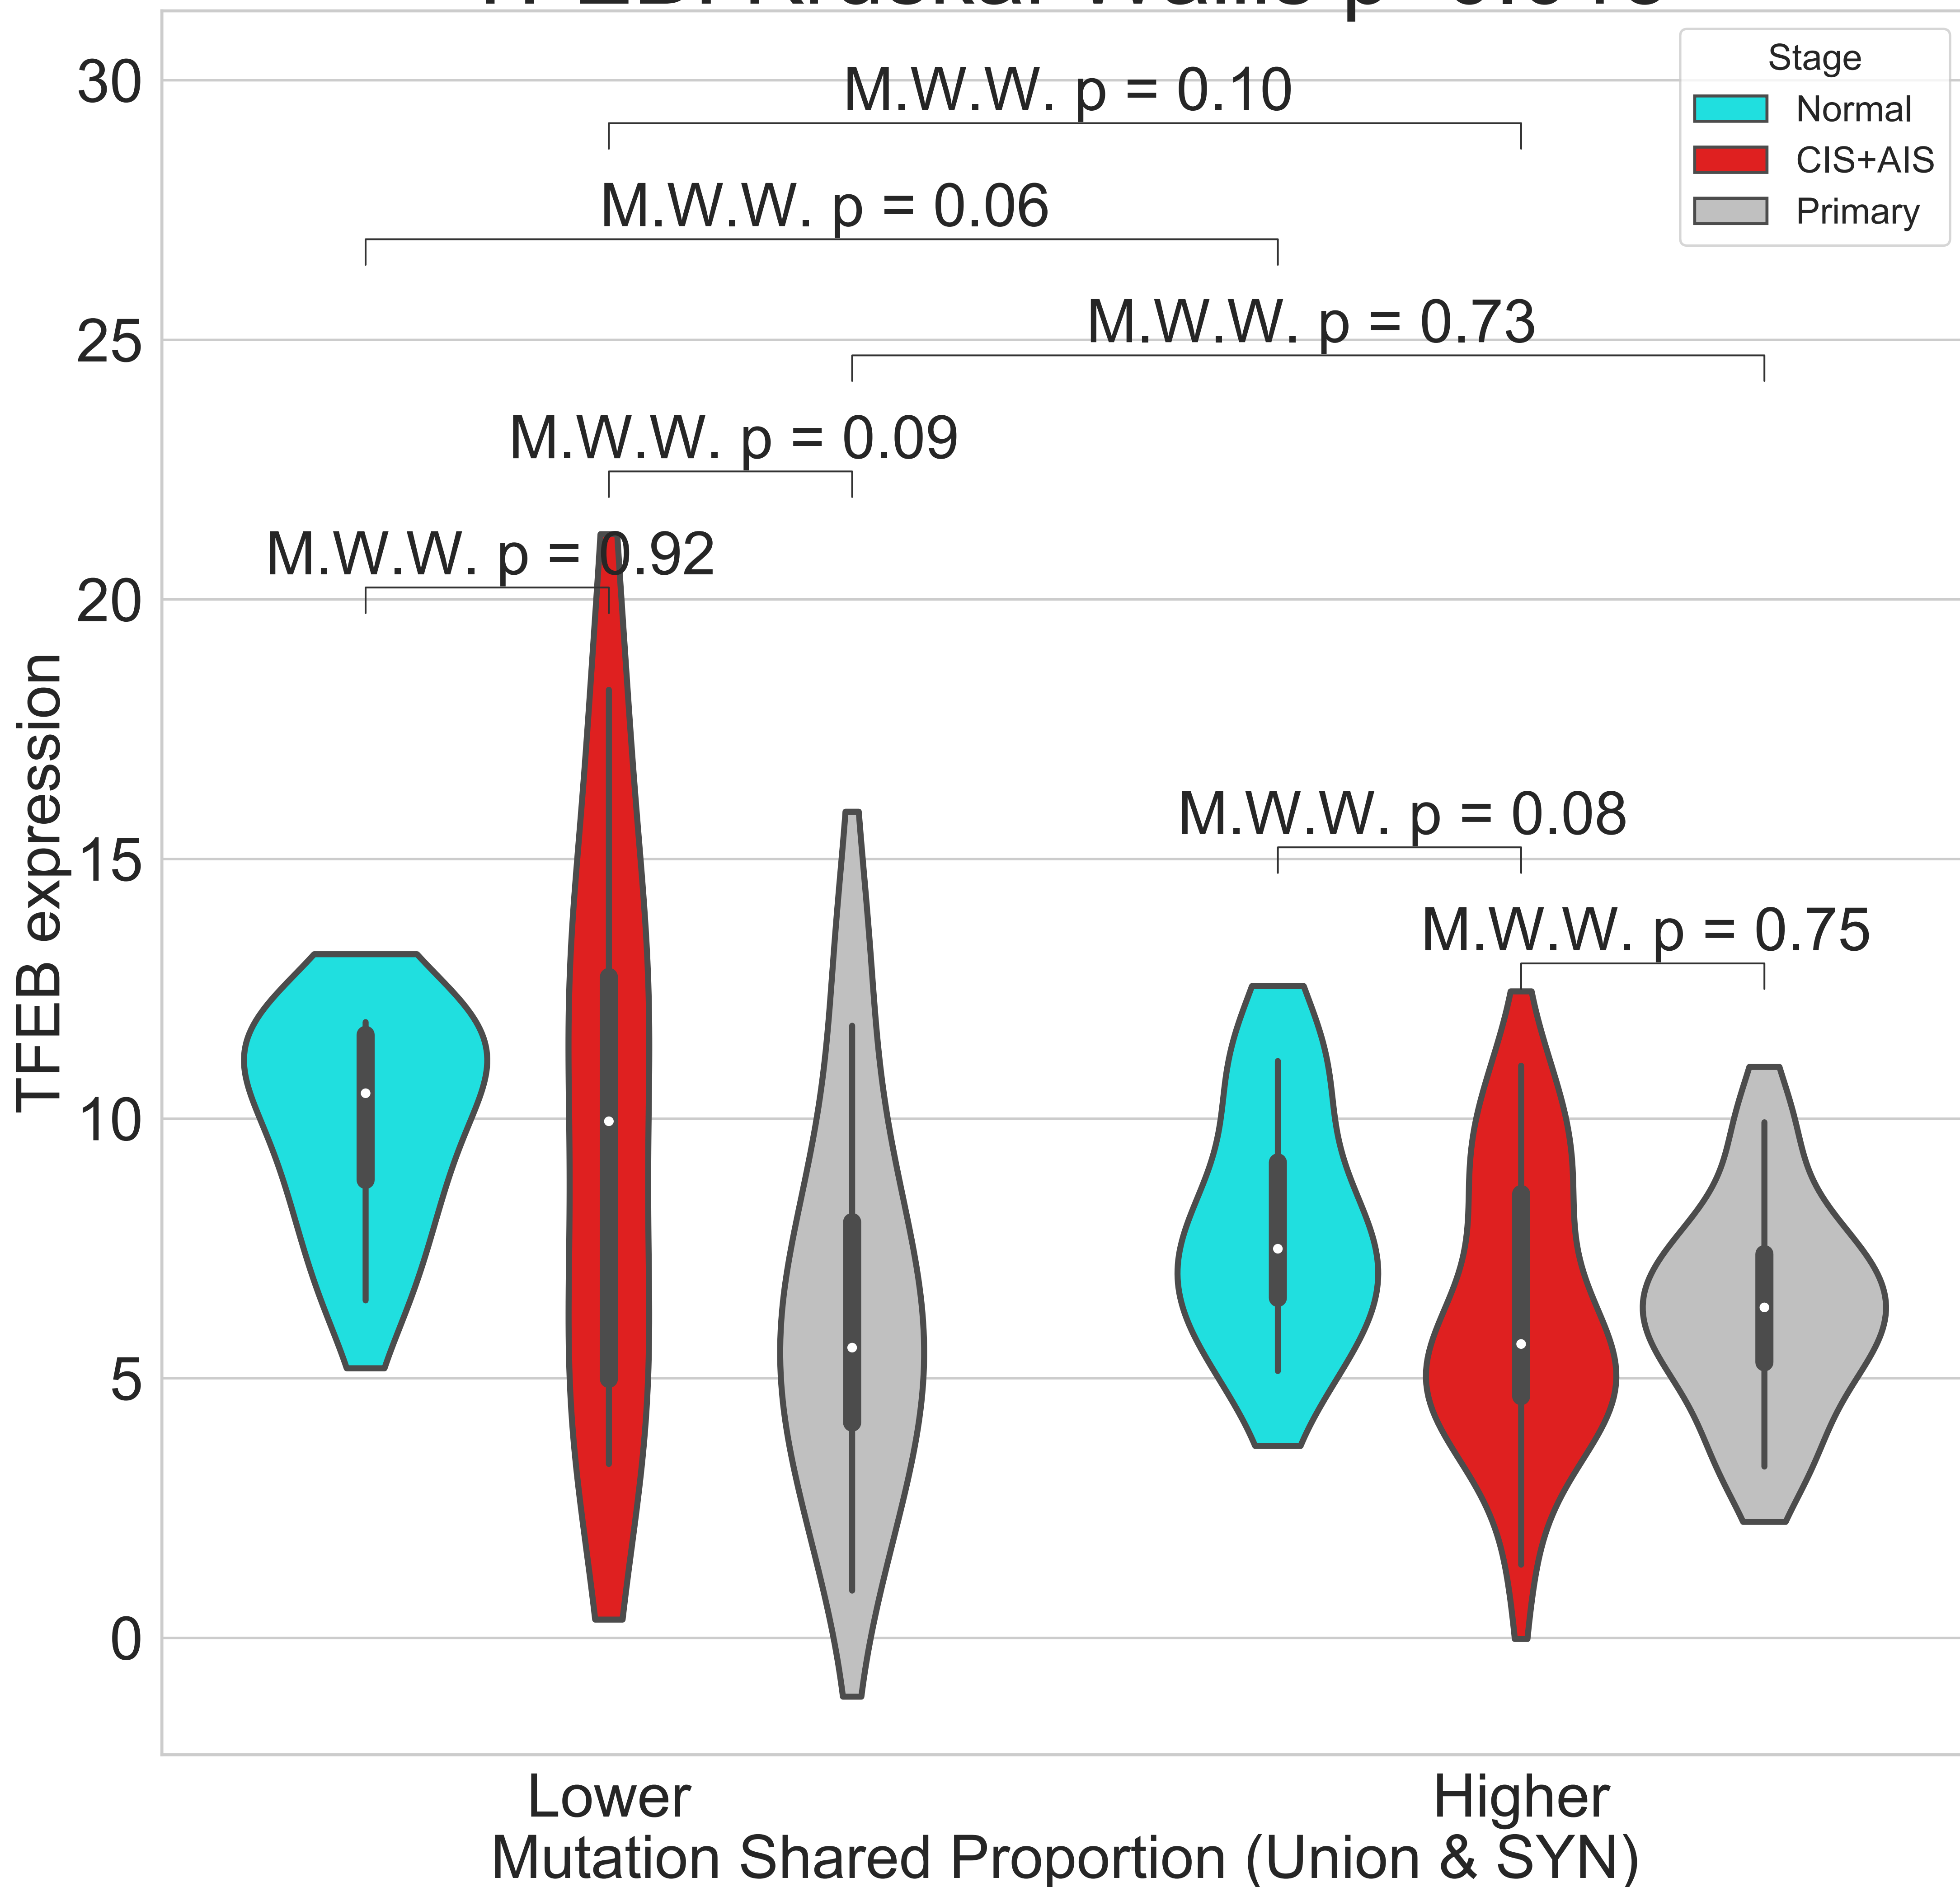 30
25
20
15
10
5
0
TFEB expression
M.W.W. p = 0.10
M.W.W. p = 0.06
M.W.W. p = 0.73
M.W.W. p = 0.09
M.W.W. p = 0.92
M.W.W. p = 0.08
M.W.W. p = 0.75
Stage
Normal
CIS+AIS
Primary
Lower
Higher
Mutation Shared Proportion (Union & SYN)